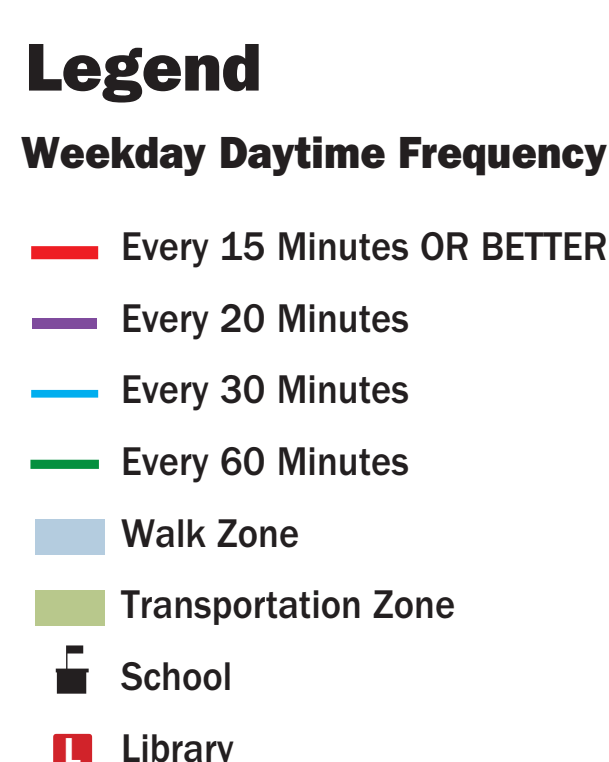 Legend
Weekday Daytime Frequency
Every 15 Minutes OR BETTER
Every 20 Minutes
Every 30 Minutes
Every 60 Minutes
Walk Zone
Transportation Zone
School
L Library